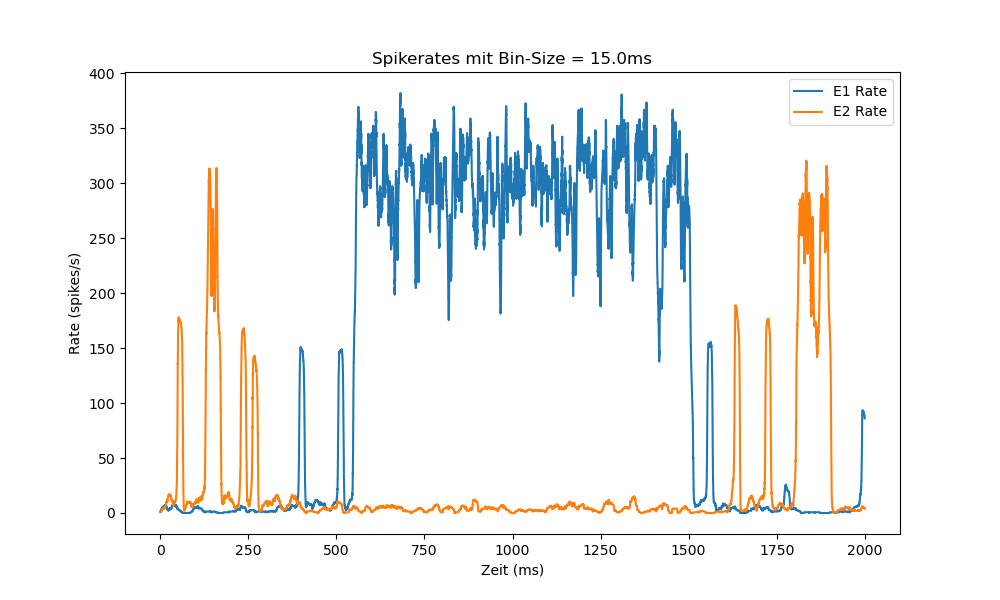 Spikerates mit Bin-Size = 15.0ms
E1 Rate
E2 Rate
Rate (spikes/s)
400
350
300
250
200
150
100
50
0
0 250 500 750 1000 1250 1500 1750 2000
Zeit (ms)